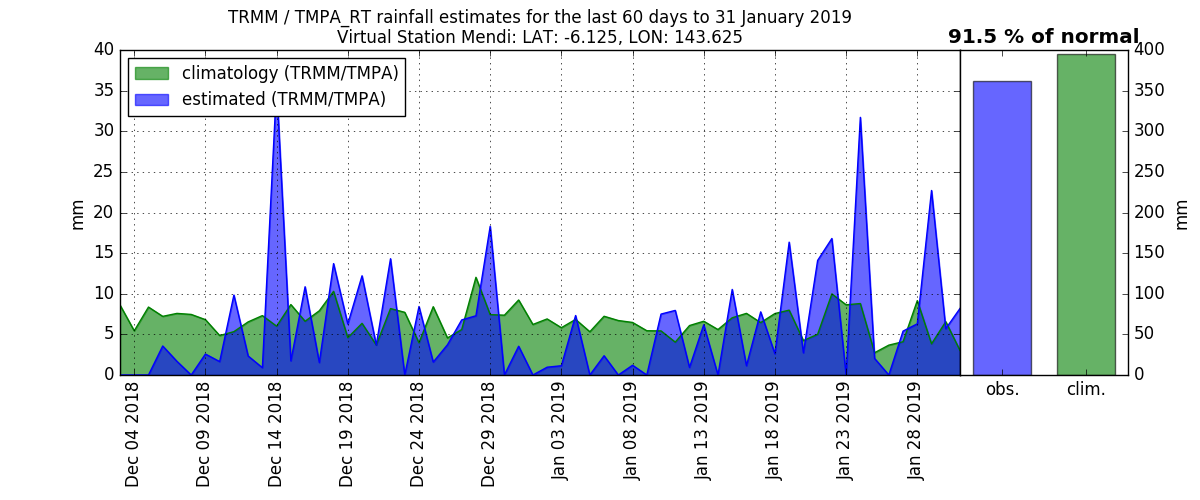 TRMM / TMPA_RT rainfall estimates for the last 60 days to 31 January 2019
Virtual Station Mendi: LAT: -6.125, LON: 143.625
91.5 % of normal
climatology (TRMM/TMPA)
estimated (TRMM/TMPA)
mm
40
35
30
25
20
15
10
5
0
Dec 04 2018
Dec 09 2018
Dec 14 2018
Dec 19 2018
Dec 24 2018
Dec 29 2018
Jan 03 2019
Jan 08 2019
Jan 13 2019
Jan 18 2019
Jan 23 2019
Jan 28 2019
obs.
clim.
400
350
300
250
200
150
100
50
0
mm